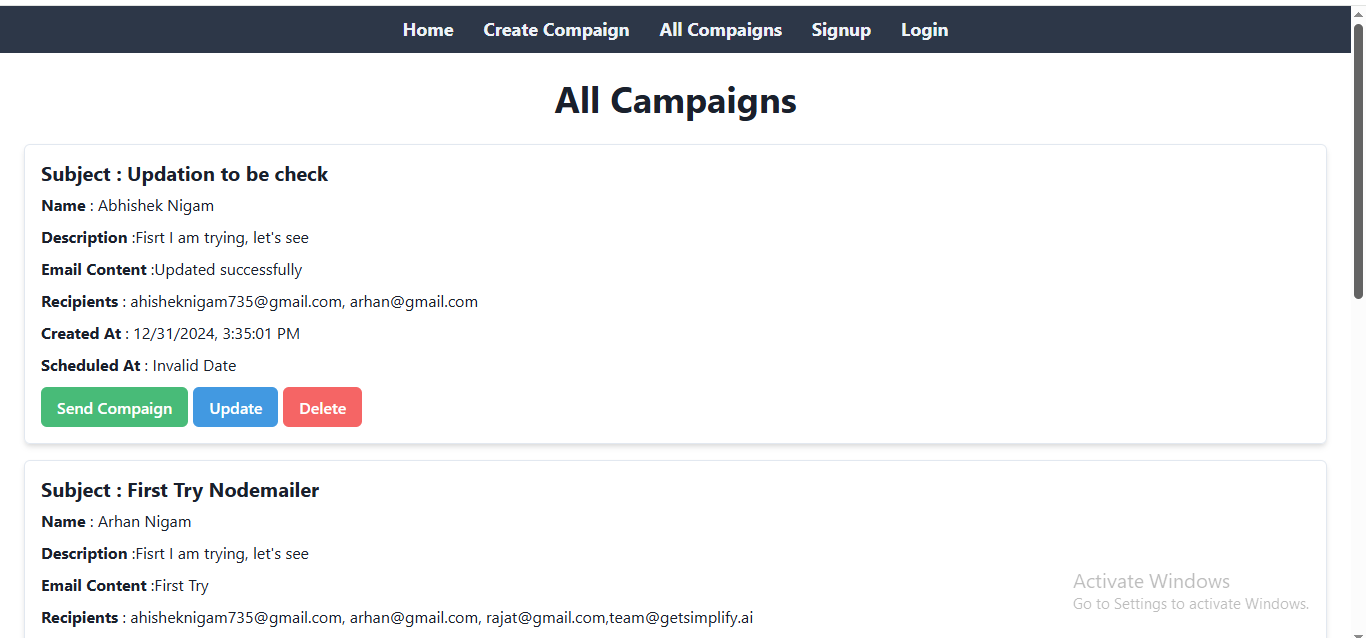 Home Create Compaign All Compaigns Signup Login
All Campaigns
Subject : Updation to be check
Name : Abhishek Nigam
Description :Fisrt I am trying, let's see
Email Content :Updated successfully
Recipients : ahisheknigam735@gmail.com, arhan@gmail.com
Created At : 12/31/2024, 3:35:01 PM
Scheduled At : Invalid Date
Send Compaign Update Delete
Subject : First Try Nodemailer
Name : Arhan Nigam
Description :Fisrt I am trying, let's see
Email Content :First Try
Recipients : ahisheknigam735@gmail.com, arhan@gmail.com, rajat@gmail.com,team@getsimplify.ai
Activate Windows
Go to Settings to activate Windows.